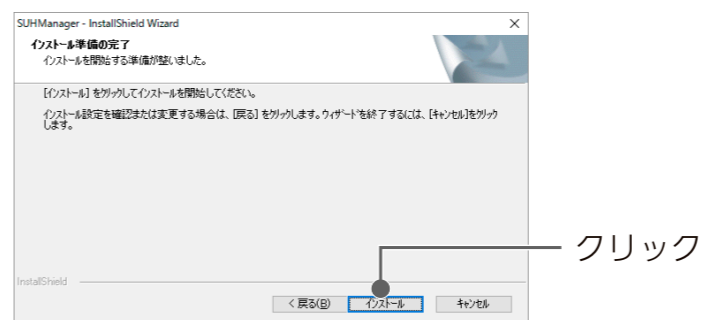 SUHManager - InstallShield Wizard
インストール準備の完了
インストールを開始する準備が整いました。
[インストール] をクリックしてインストールを開始してください。
インストール設定を確認または変更する場合は、[戻る] をクリックします。ウィザードを終了するには、[キャンセル]をクリック
します。
クリック
InstallShield
< 戻る(B)
インストール
キャンセル